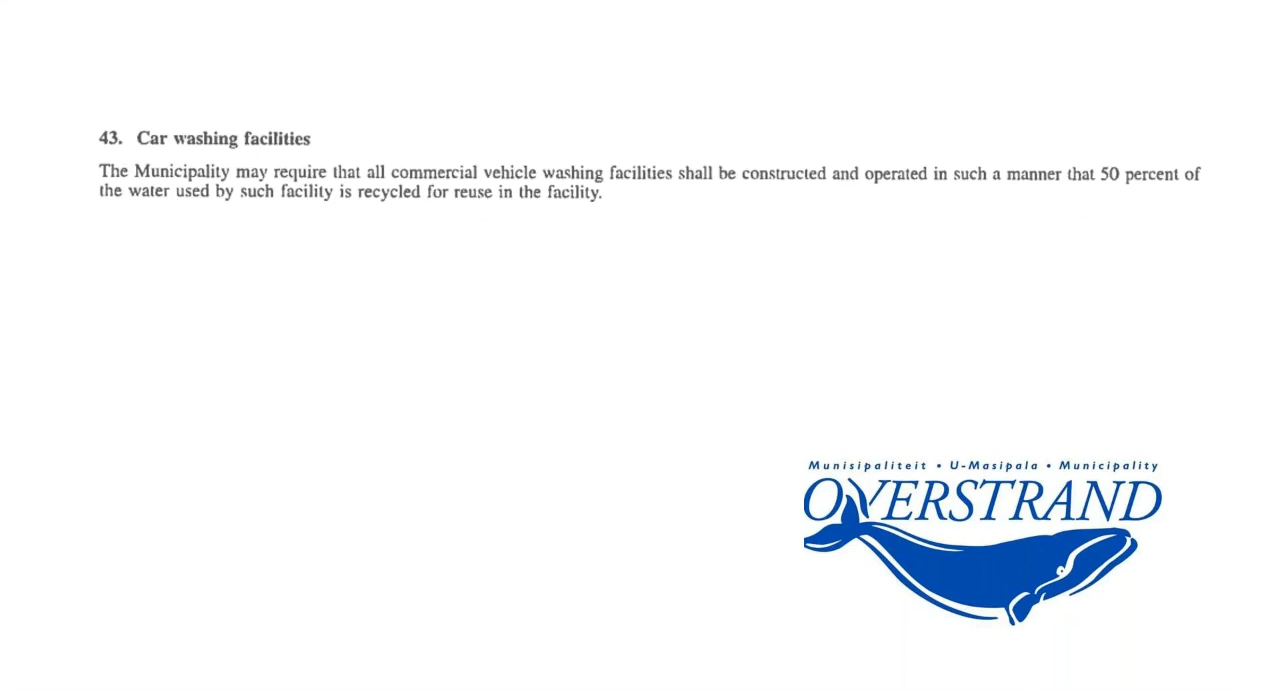 43. Car washing facilities
The Municipality may require that all commercial vehicle washing facilities shall be constructed and operated in such a manner that 50 percent of
the water used by such facility is recycled for reuse in the facility.
Munisipaliteit • U-Masipala • Municipality
OVERSTRAND